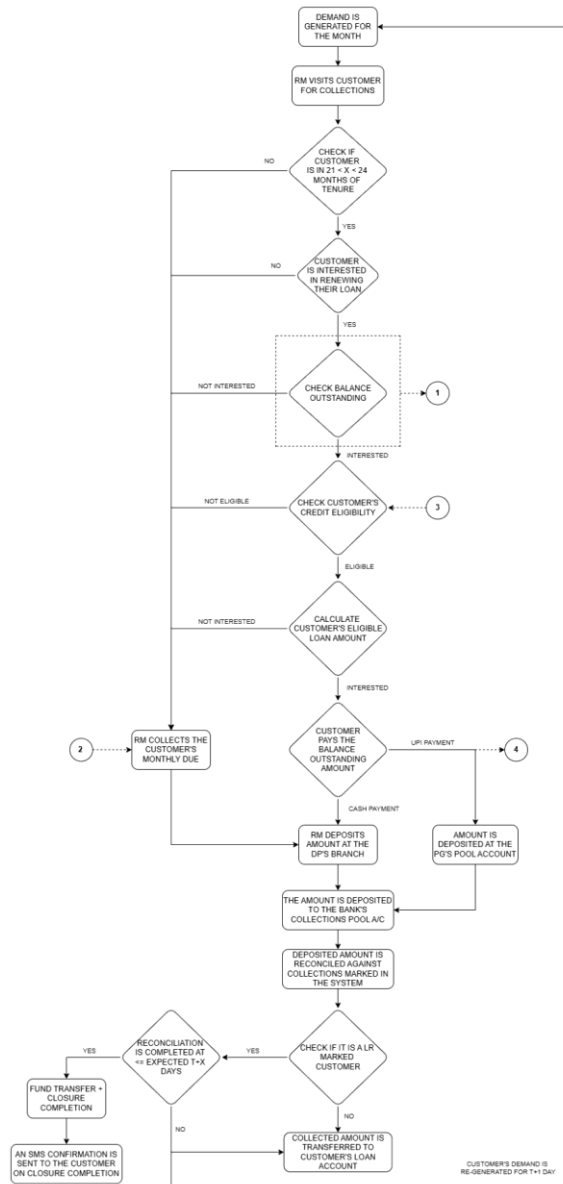 DEMAND IS
GENERATED FOR
THE MONTH
RM VISITS CUSTOMER
FOR COLLECTIONS
CHECK IF
CUSTOMER
IS IN 21 < X < 24
MONTHS OF
TENURE
NO
YES
CUSTOMER
IS INTERESTED
IN RENEWING
THEIR LOAN
NO
YES
CHECK BALANCE
OUTSTANDING
NOT INTERESTED
1
INTERESTED
CHECK CUSTOMER'S
CREDIT ELIGIBILITY
NOT ELIGIBLE
3
ELIGIBLE
CALCULATE
CUSTOMER'S ELIGIBLE
LOAN AMOUNT
NOT INTERESTED
INTERESTED
CUSTOMER
PAYS THE
BALANCE
OUTSTANDING
AMOUNT
UPI PAYMENT
4
2
RM COLLECTS THE
CUSTOMER'S
MONTHLY DUE
CASH PAYMENT
RM DEPOSITS
AMOUNT AT THE
DP'S BRANCH
AMOUNT IS
DEPOSITED AT THE
PG'S POOL ACCOUNT
THE AMOUNT IS DEPOSITED
TO THE BANK'S
COLLECTIONS POOL A/C
DEPOSITED AMOUNT IS
RECONCILED AGAINST
COLLECTIONS MARKED IN
THE SYSTEM
CHECK IF IT IS A LR
MARKED
CUSTOMER
YES
RECONCILIATION
IS COMPLETED AT
<= EXPECTED T+X
DAYS
YES
FUND TRANSFER +
CLOSURE
COMPLETION
AN SMS CONFIRMATION IS
SENT TO THE CUSTOMER
ON CLOSURE COMPLETION
NO
NO
COLLECTED AMOUNT IS
TRANSFERRED TO
CUSTOMER'S LOAN
ACCOUNT
CUSTOMER'S DEMAND IS
RE-GENERATED FOR T+1 DAY